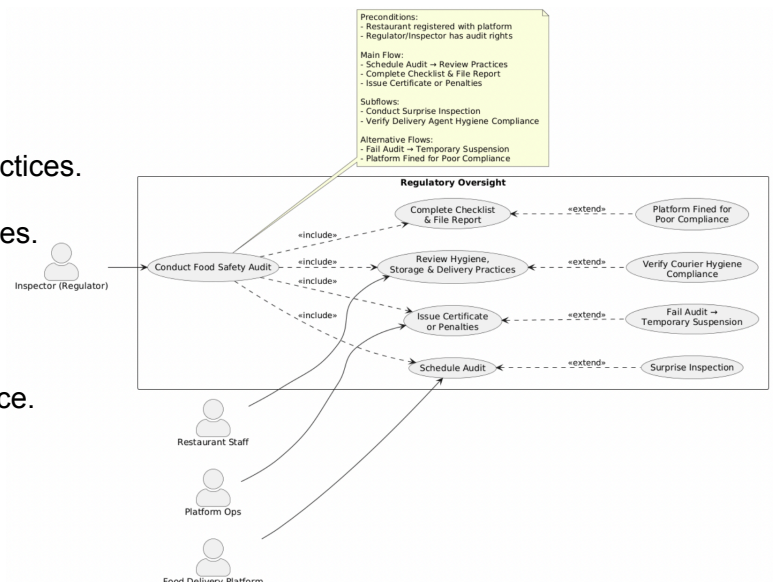 Preconditions:
- Restaurant registered with platform
- Regulator/Inspector has audit rights
Main Flow:
- Schedule Audit → Review Practices
- Complete Checklist & File Report
- Issue Certificate or Penalties
Subflows:
- Conduct Surprise Inspection
- Verify Delivery Agent Hygiene Compliance
Alternative Flows:
- Fail Audit → Temporary Suspension
- Platform Fined for Poor Compliance
ctices.
es.
ce.
Regulatory Oversight
Inspector (Regulator)
Conduct Food Safety Audit
«include»
«include»
«include»
«include»
Complete Checklist
& File Report
«extend»
Platform Fined for
Poor Compliance
Review Hygiene,
Storage & Delivery Practices
«extend»
Verify Courier Hygiene
Compliance
Issue Certificate
or Penalties
«extend»
Fail Audit →
Temporary Suspension
Schedule Audit
«extend»
Surprise Inspection
Restaurant Staff
Platform Ops
Food Delivery Platform